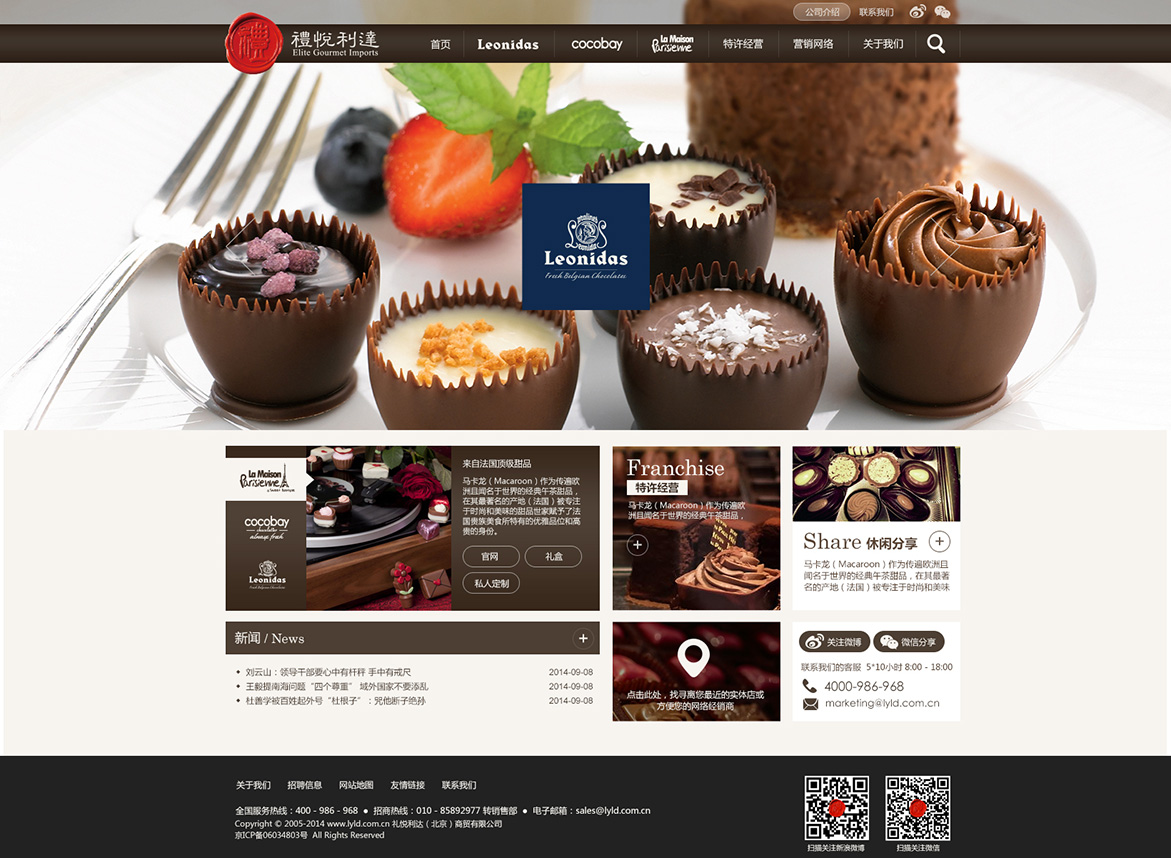 公司介绍
联系我们
禮
禮悦利達
Elite Gourmet Imports
首页
Leonidas
cocobay
La Maison Parisienne
特许经营
营销网络
关于我们
Leonidas
Fresh Belgian Chocolates
La Maison
Parisienne
cocobay
chocolatier
always fresh
Leonidas
Fresh Belgian Chocolates
来自法国顶级甜品
马卡龙（Macaroon）作为传遍欧
洲且闻名于世界的经典午茶甜品，
在其最著名的产地（法国）被专注
于时尚和美味的甜品世家赋予了法
国贵族美食所特有的优雅品位和高
贵的身份。
官网
礼盒
私人定制
Franchise
特许经营
马卡龙（Macaroon）作为传遍欧
洲且闻名于世界的经典午茶甜品，
Share 休闲分享
马卡龙（Macaroon）作为传遍欧洲且
闻名于世界的经典午茶甜品，在其最著
名的产地（法国）被专注于时尚和美味
新闻 / News
刘云山：领导干部要心中有杆秤 手中有戒尺 2014-09-08
王毅提南海问题“四个尊重” 域外国家不要添乱 2014-09-08
杜善学被百姓起外号“杜根子”：咒他断子绝孙 2014-09-08
点击此处，找寻离您最近的实体店或
方便您的网络经销商
关注微博
微信分享
联系我们的客服 5*10小时 8:00 - 18:00
4000-986-968
marketing@lyld.com.cn
关于我们 招聘信息 网站地图 友情链接 联系我们
全国服务热线：400 - 986 - 968 ● 招商热线：010 - 85892977 转销售部 ● 电子邮箱：sales@lyld.com.cn
Copyright © 2005-2014 www.lyld.com.cn 礼悦利达（北京）商贸有限公司
京ICP备06034803号 All Rights Reserved
扫描关注新浪微博
扫描关注微信